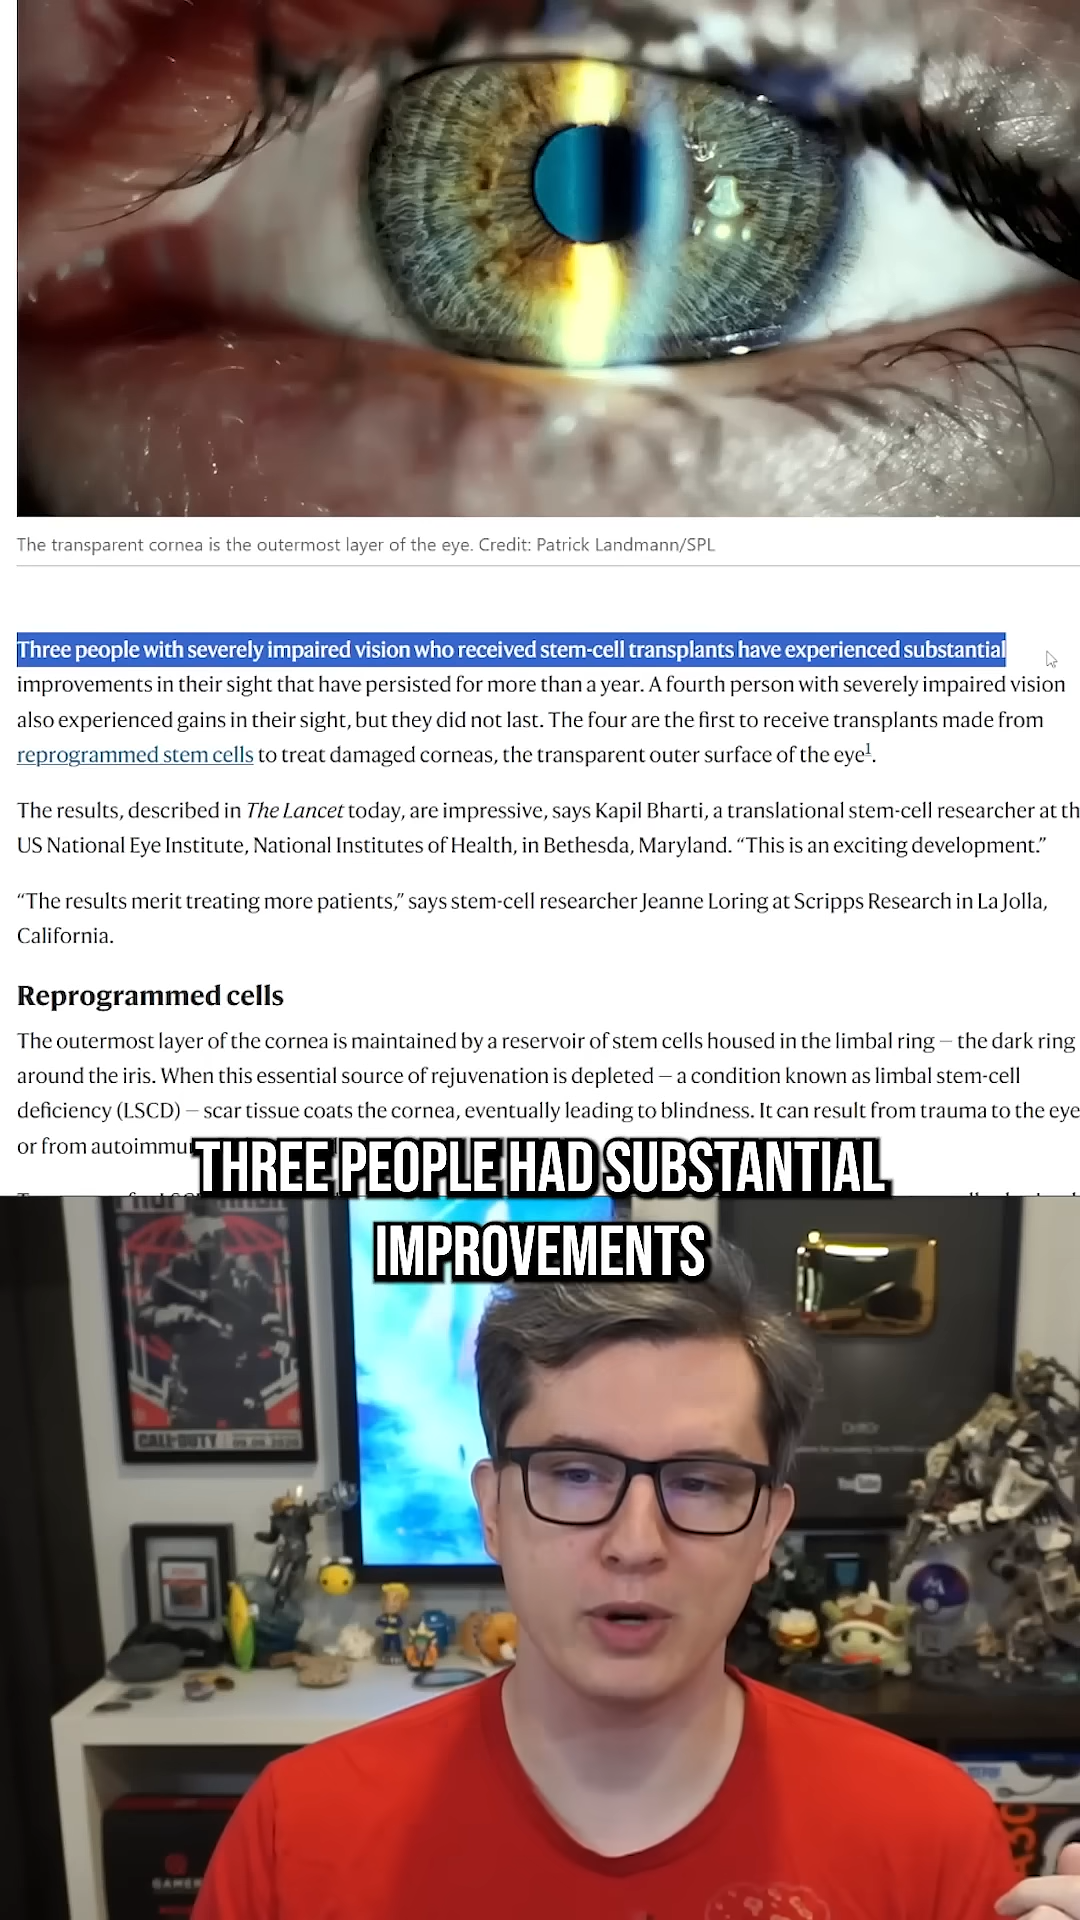 The transparent cornea is the outermost layer of the eye. Credit: Patrick Landmann/SPL
Three people with severely impaired vision who received stem-cell transplants have experienced substantial
improvements in their sight that have persisted for more than a year. A fourth person with severely impaired vision
also experienced gains in their sight, but they did not last. The four are the first to receive transplants made from
reprogrammed stem cells to treat damaged corneas, the transparent outer surface of the eye1.
The results, described in The Lancet today, are impressive, says Kapil Bharti, a translational stem-cell researcher at th
US National Eye Institute, National Institutes of Health, in Bethesda, Maryland. “This is an exciting development.”
“The results merit treating more patients,” says stem-cell researcher Jeanne Loring at Scripps Research in La Jolla,
California.
Reprogrammed cells
The outermost layer of the cornea is maintained by a reservoir of stem cells housed in the limbal ring — the dark ring
around the iris. When this essential source of rejuvenation is depleted — a condition known as limbal stem-cell
deficiency (LSCD) — scar tissue coats the cornea, eventually leading to blindness. It can result from trauma to the eye
or from autoimmu
THREE PEOPLE HAD SUBSTANTIAL
IMPROVEMENTS
CALL OF DUTY
YouTube